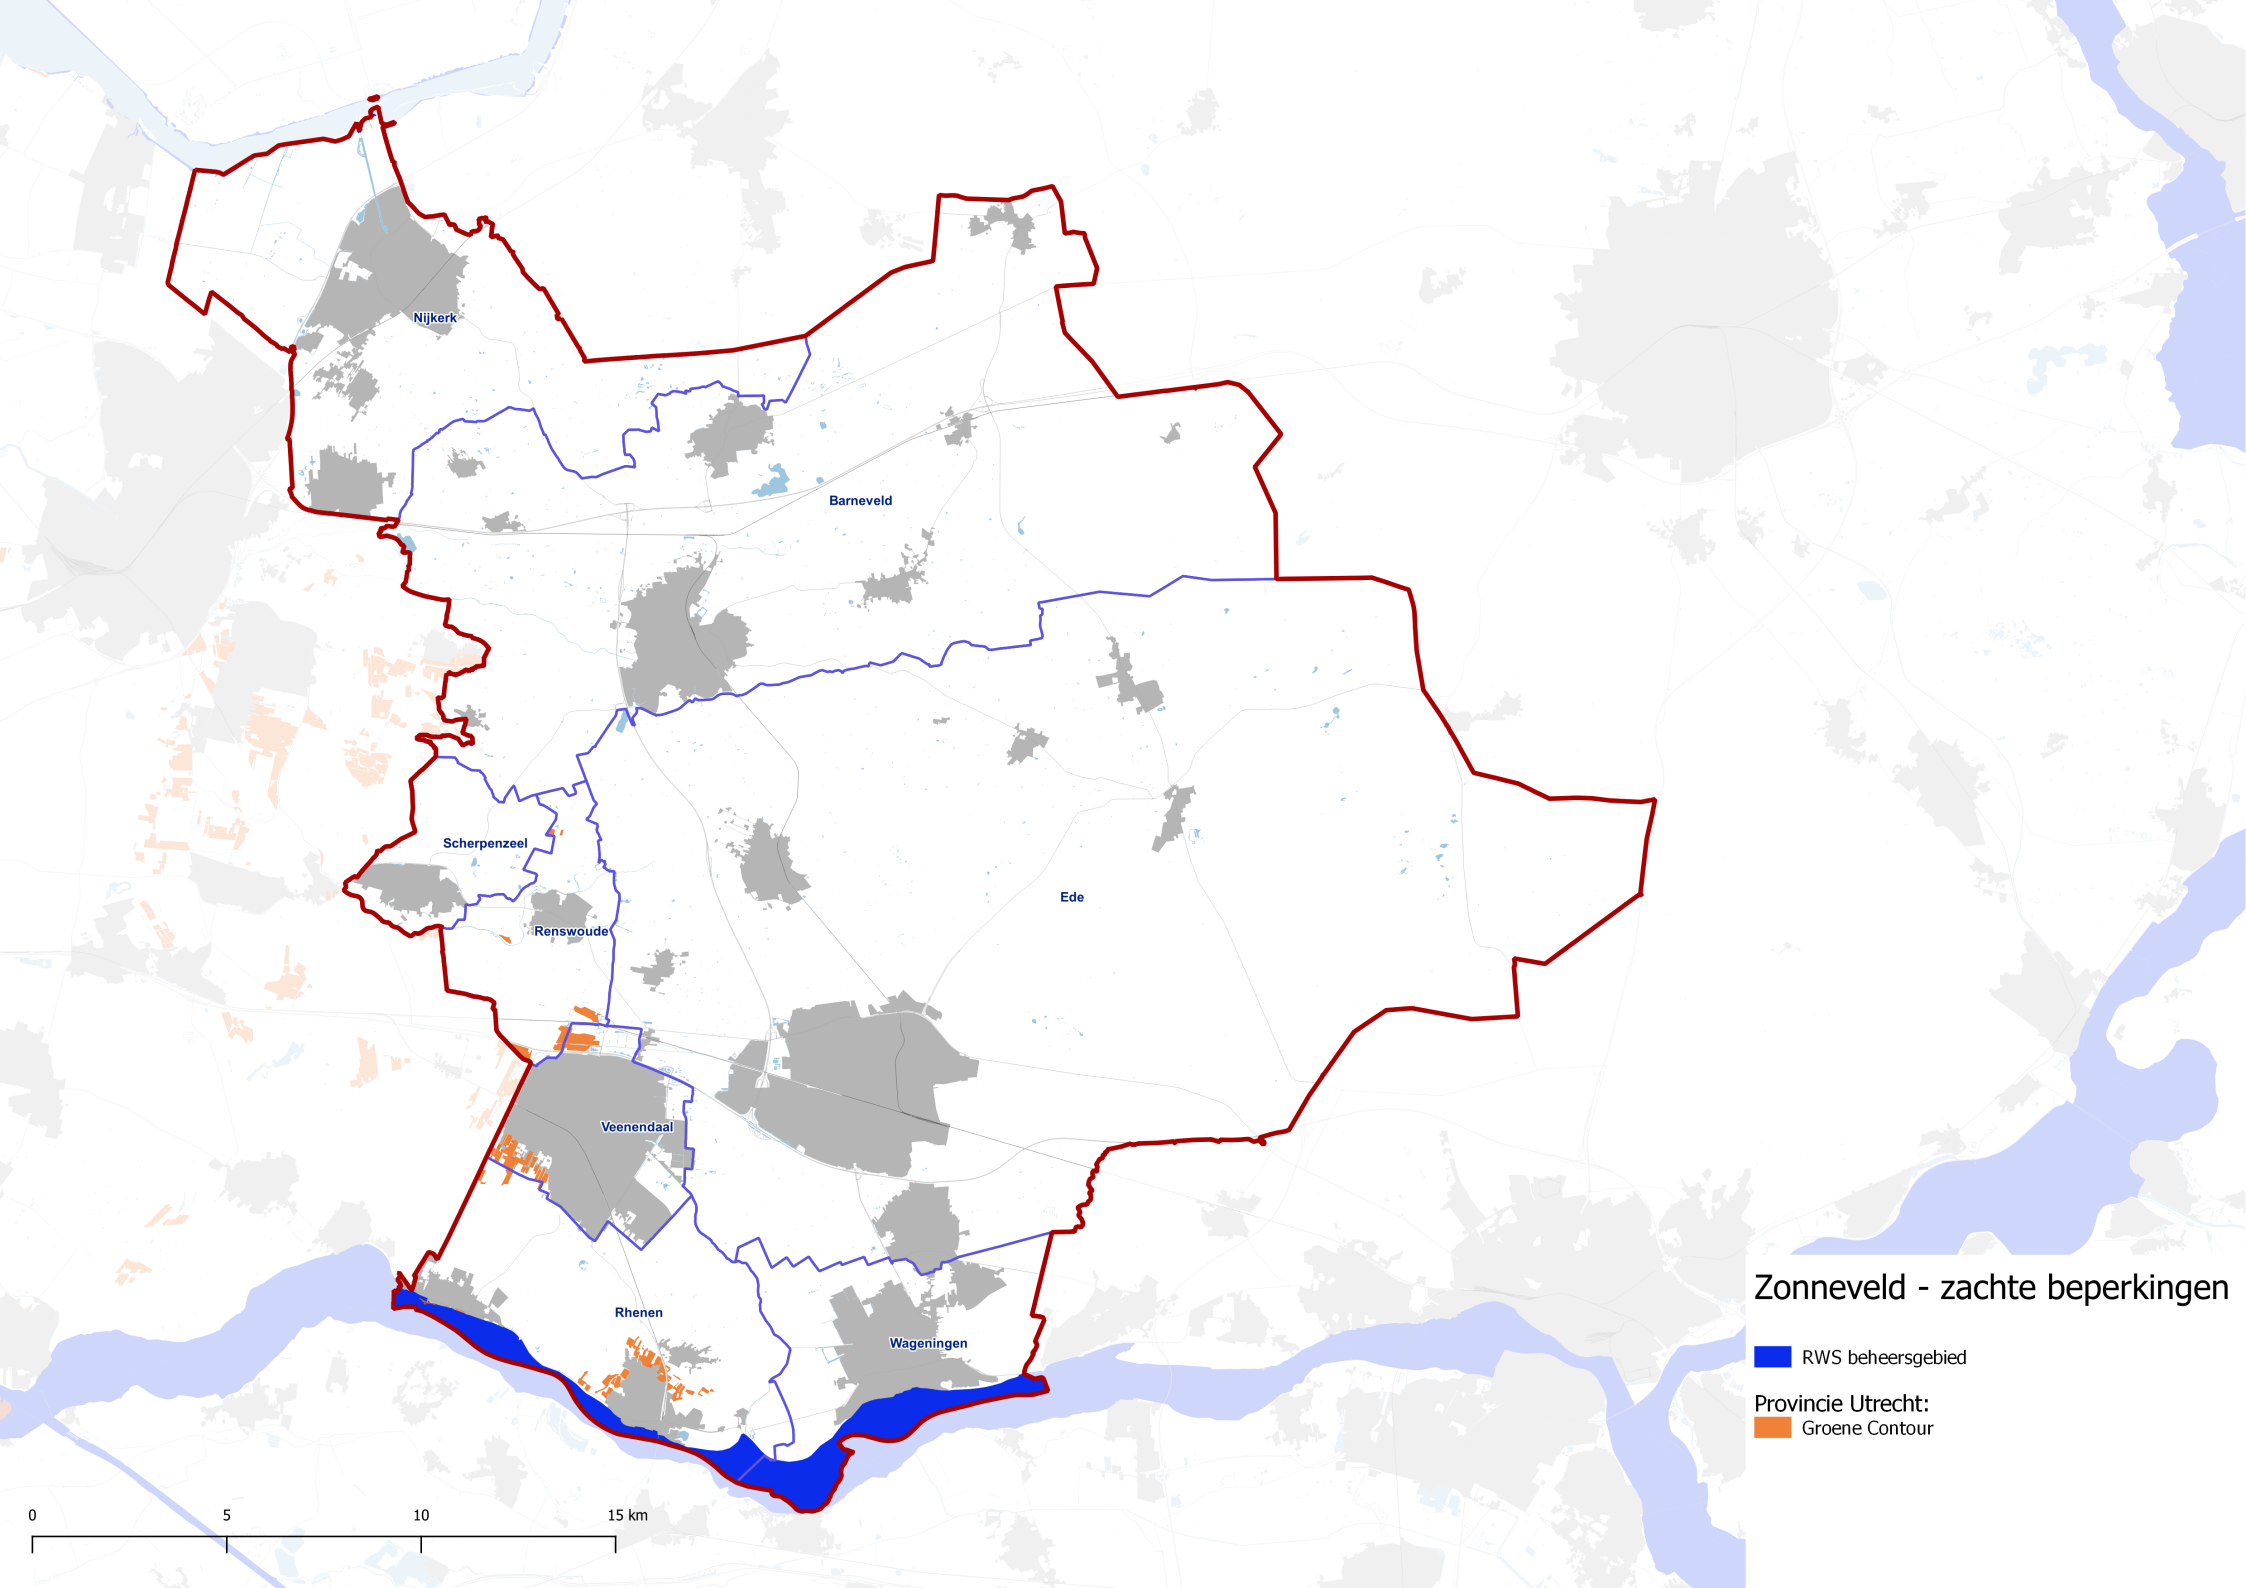 Nijkerk
Barneveld
Scherpenzeel
Ede
Renswoude
Veenendaal
Rhenen
Wageningen
Zonneveld - zachte beperkingen
RWS beheersgebied
Provincie Utrecht:
Groene Contour
0 5 10 15 km